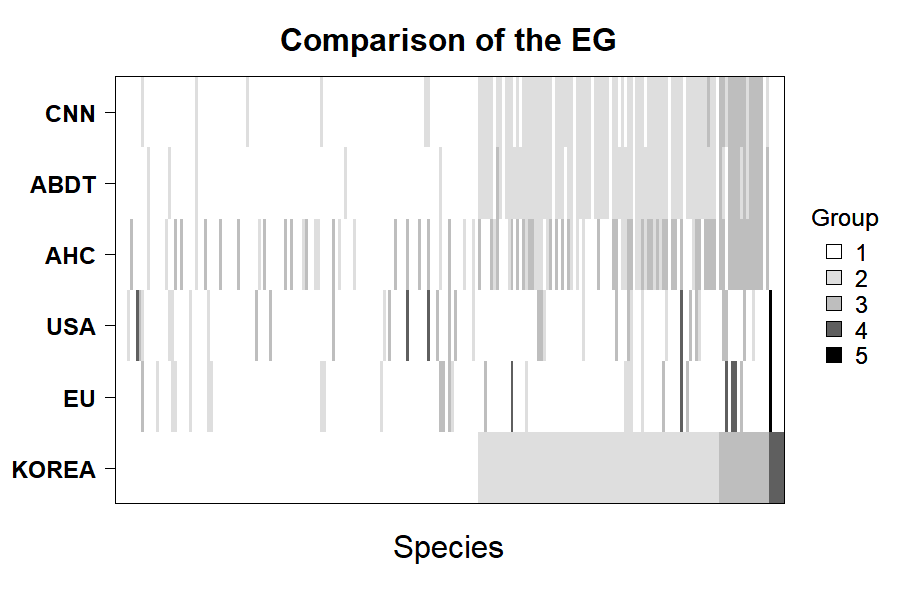 Comparison of the EG
CNN
ABDT
AHC
USA
EU
KOREA
Species
Group
1
2
3
4
5